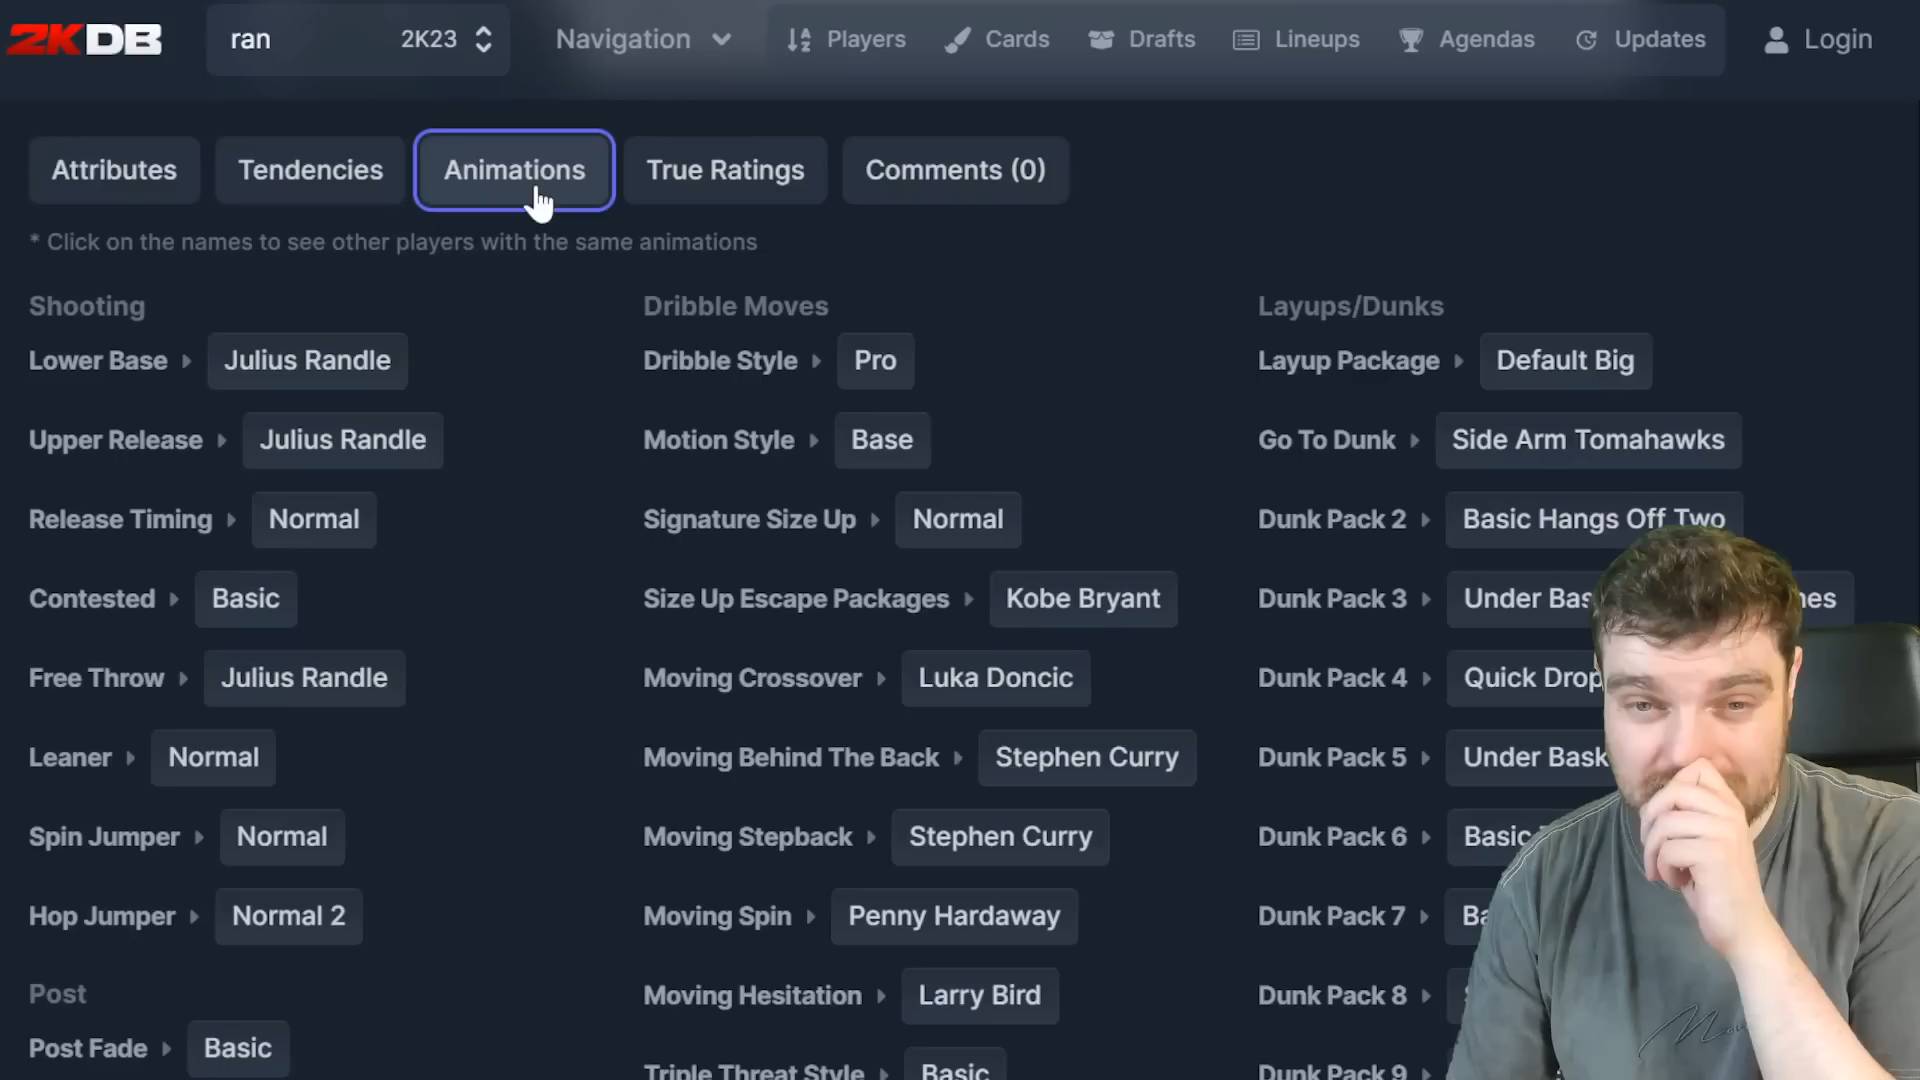 2KDB
ran
2K23
Navigation
Players
Cards
Drafts
Lineups
Agendas
Updates
Login
Attributes
Tendencies
Animations
True Ratings
Comments (0)
* Click on the names to see other players with the same animations
Shooting
Lower Base Julius Randle
Upper Release Julius Randle
Release Timing Normal
Contested Basic
Free Throw Julius Randle
Leaner Normal
Spin Jumper Normal
Hop Jumper Normal 2
Post
Post Fade Basic
Dribble Moves
Dribble Style Pro
Motion Style Base
Signature Size Up Normal
Size Up Escape Packages Kobe Bryant
Moving Crossover Luka Doncic
Moving Behind The Back Stephen Curry
Moving Stepback Stephen Curry
Moving Spin Penny Hardaway
Moving Hesitation Larry Bird
Triple Threat Style Basic
Layups/Dunks
Layup Package Default Big
Go To Dunk Side Arm Tomahawks
Dunk Pack 2 Basic Hangs Off Two
Dunk Pack 3 Under
Dunk Pack 4 Quick
Dunk Pack 5 Under
Dunk Pack 6 Basic
Dunk Pack 7
Dunk Pack 8
Dunk Pack 9